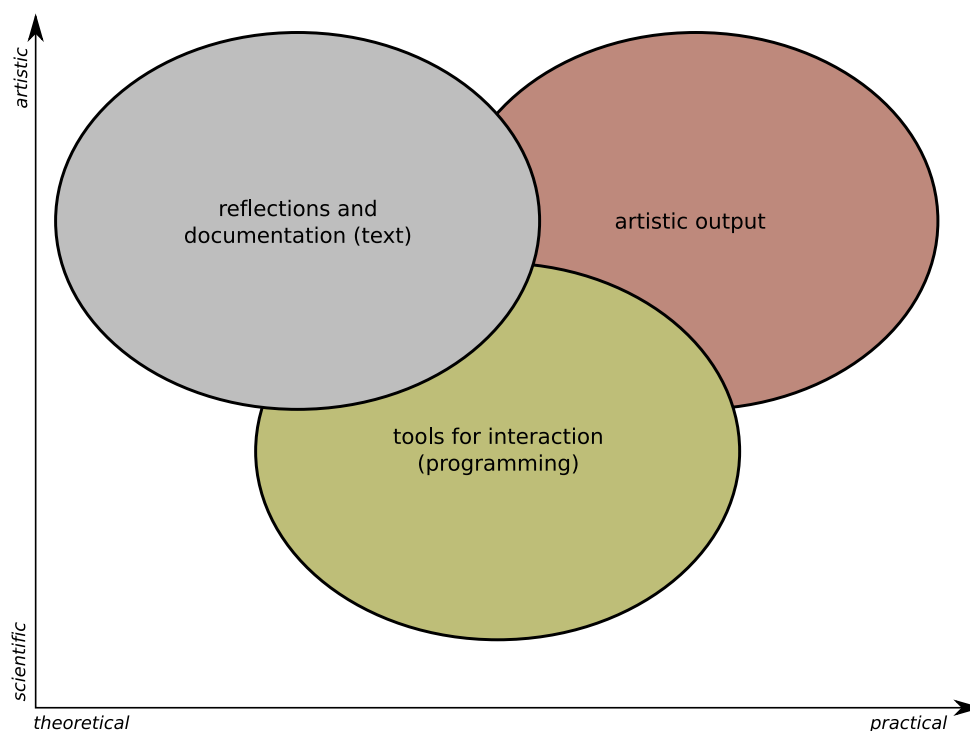 artistic
reflections and
documentation (text)
artistic output
tools for interaction
(programming)
scientific
theoretical
practical